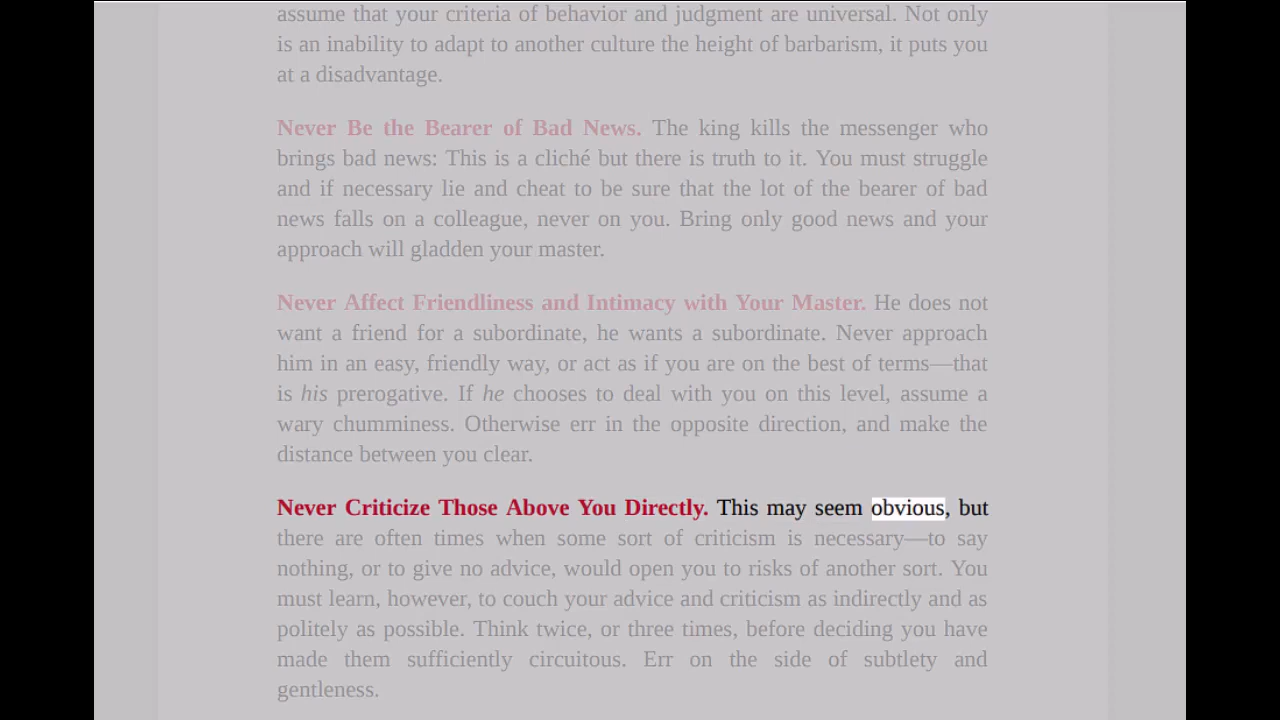 assume that your criteria of behavior and judgment are universal. Not only
is an inability to adapt to another culture the height of barbarism, it puts you
at a disadvantage.
Never Be the Bearer of Bad News. The king kills the messenger who
brings bad news: This is a cliché but there is truth to it. You must struggle
and if necessary lie and cheat to be sure that the lot of the bearer of bad
news falls on a colleague, never on you. Bring only good news and your
approach will gladden your master.
Never Affect Friendliness and Intimacy with Your Master. He does not
want a friend for a subordinate, he wants a subordinate. Never approach
him in an easy, friendly way, or act as if you are on the best of terms—that
is his prerogative. If he chooses to deal with you on this level, assume a
wary chumminess. Otherwise err in the opposite direction, and make the
distance between you clear.
Never Criticize Those Above You Directly. This may seem obvious, but
there are often times when some sort of criticism is necessary—to say
nothing, or to give no advice, would open you to risks of another sort. You
must learn, however, to couch your advice and criticism as indirectly and as
politely as possible. Think twice, or three times, before deciding you have
made them sufficiently circuitous. Err on the side of subtlety and
gentleness.